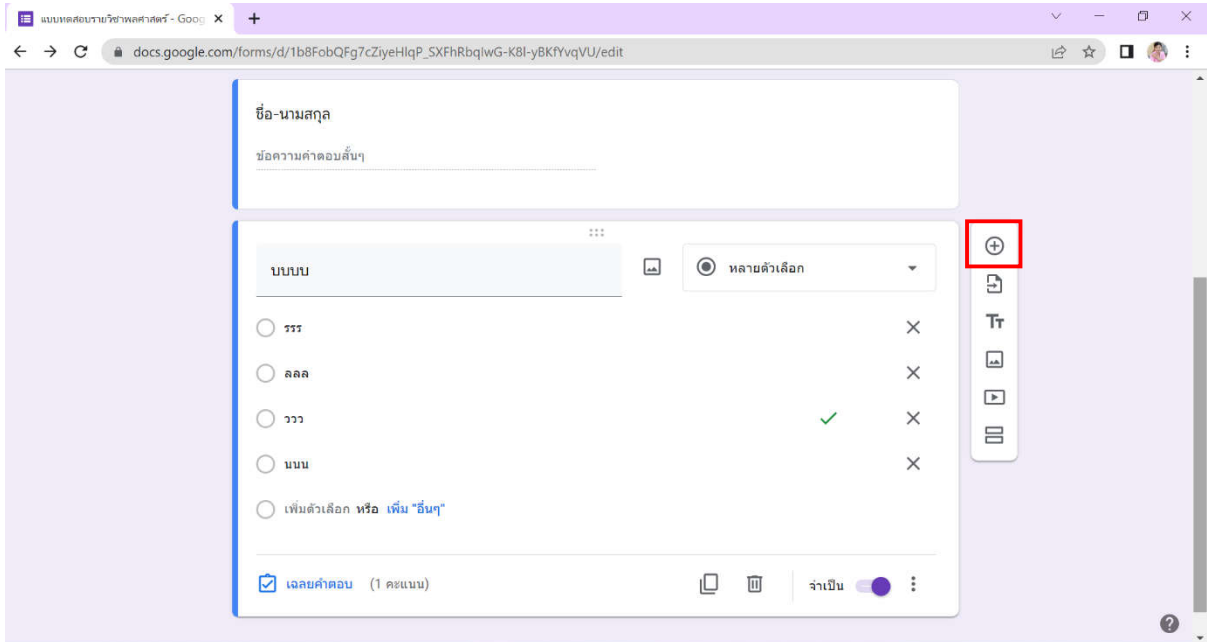 แบบทดสอบรายวิชาพลศาสตร์ - Goog
docs.google.com/forms/d/1b8FobQFg7cZiyeHlqP_SXFhRbqiwG-K8l-yBKfYvqVU/edit
ชื่อ-นามสกุล
ข้อความคำตอบสั้นๆ
บบบบ
หลายตัวเลือก
รรร
ลลล
ววว
นนน
เพิ่มตัวเลือก หรือ เพิ่ม "อื่นๆ"
เฉลยคำตอบ (1 คะแนน)
จำเป็น
Tт